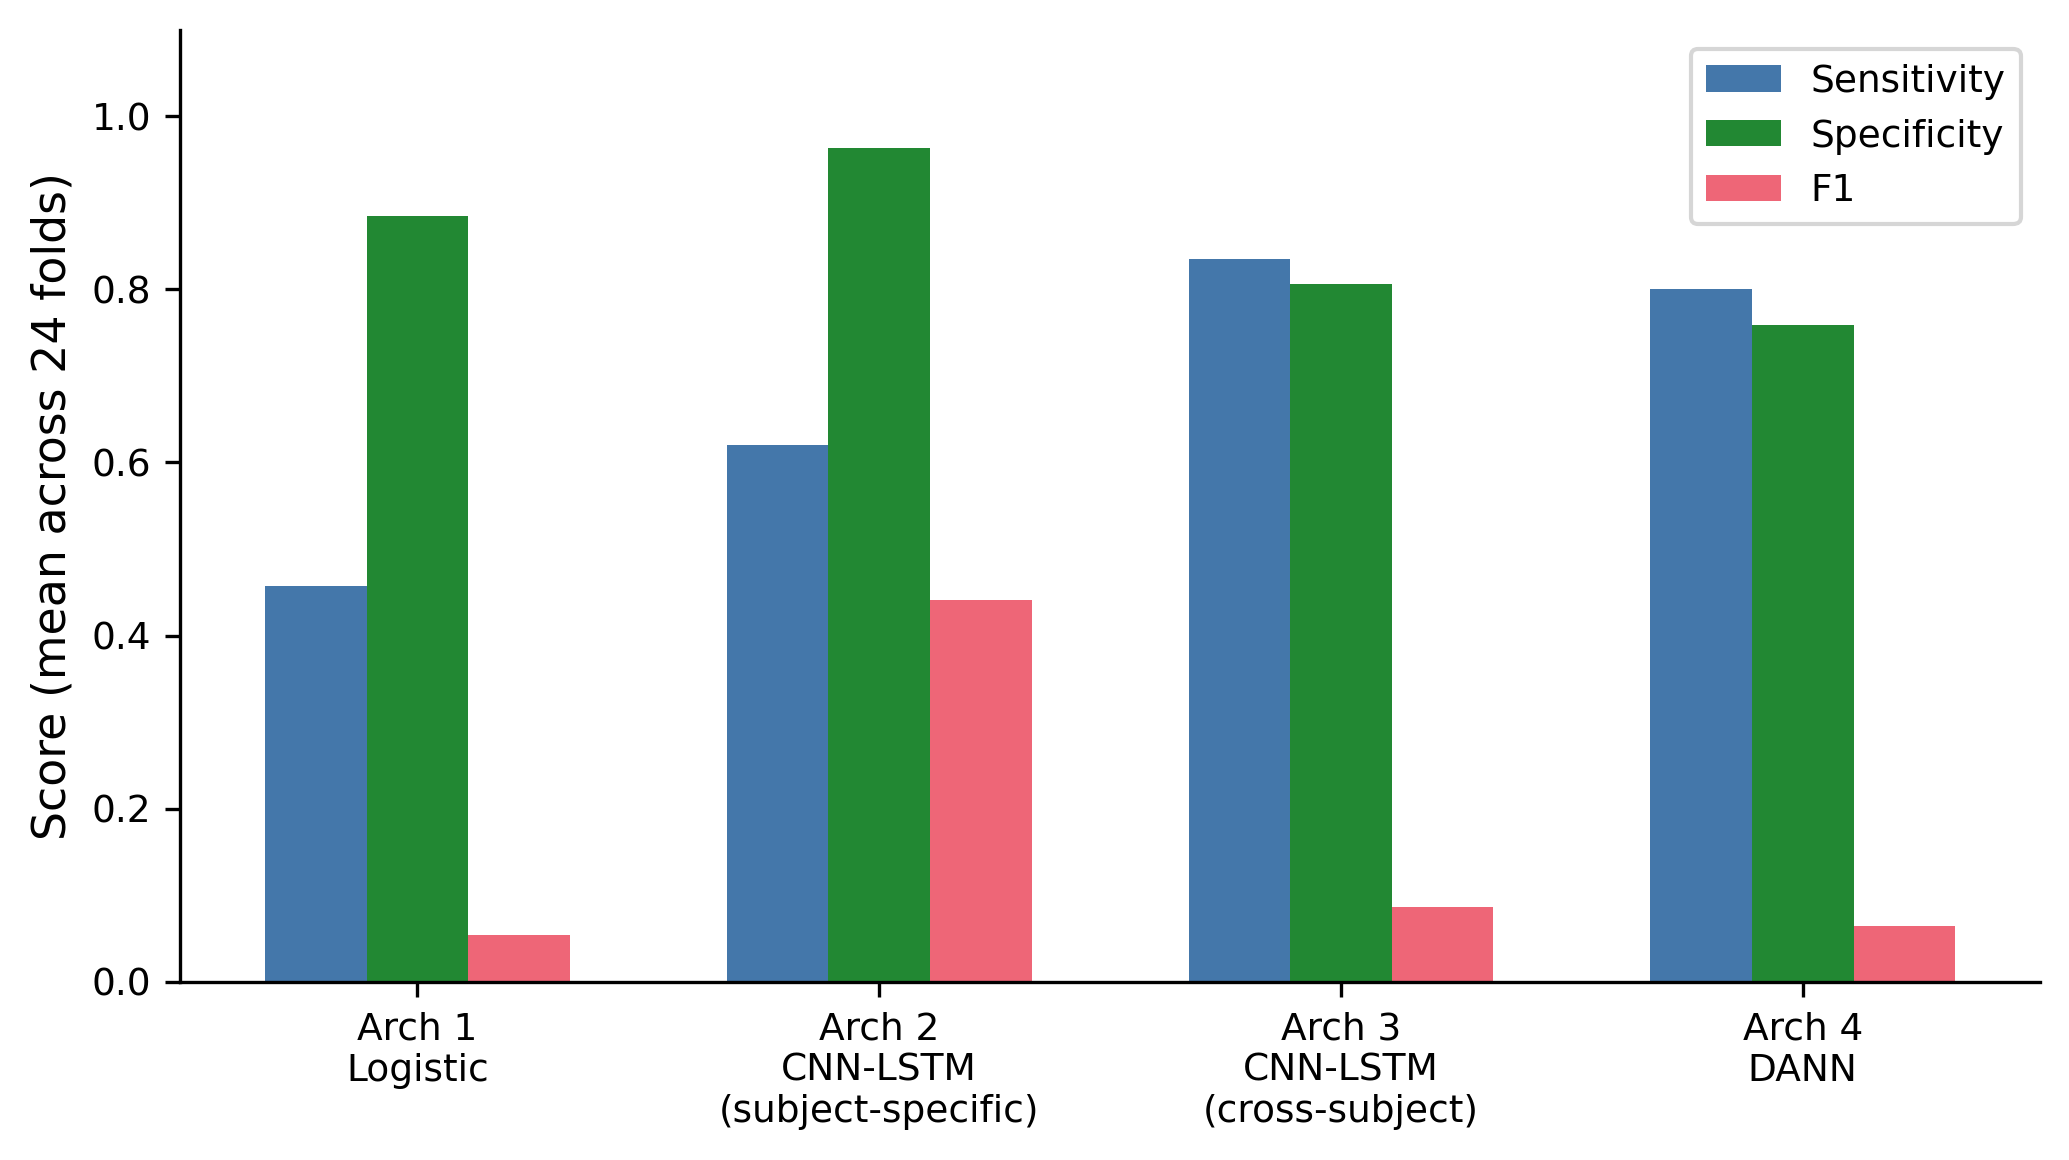 Score (mean across 24 folds)
1.0
0.8
0.6
0.4
0.2
0.0
Sensitivity
Specificity
F1
Arch 1
Logistic
Arch 2
CNN-LSTM
(subject-specific)
Arch 3
CNN-LSTM
(cross-subject)
Arch 4
DANN